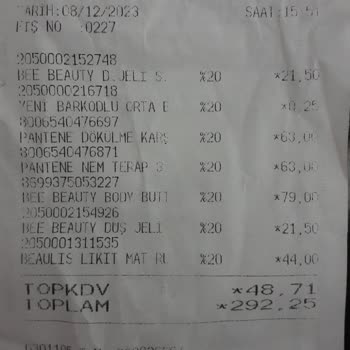 TARİH:08/12/2023 SAAT:15:51
FİŞ NO :0227
2050002152748
BEE BEAUTY D.JELİ S. %20 *21,50
2050000216718
YENİ BARKODLU ORTA B %20 *0,25
8006540476697
PANTENE DÖKÜLME KARŞ %20 *63,00
8006540476871
PANTENE NEM TERAP 3 %20 *63,00
8699375053227
BEE BEAUTY BODY BUTT %20 *79,00
2050002154926
BEE BEAUTY DUŞ JELİ %20 *21,50
2050001311535
BEAULIS LİKİT MAT RU %20 *44,00
TOPKDV *48,71
TOPLAM *292,25